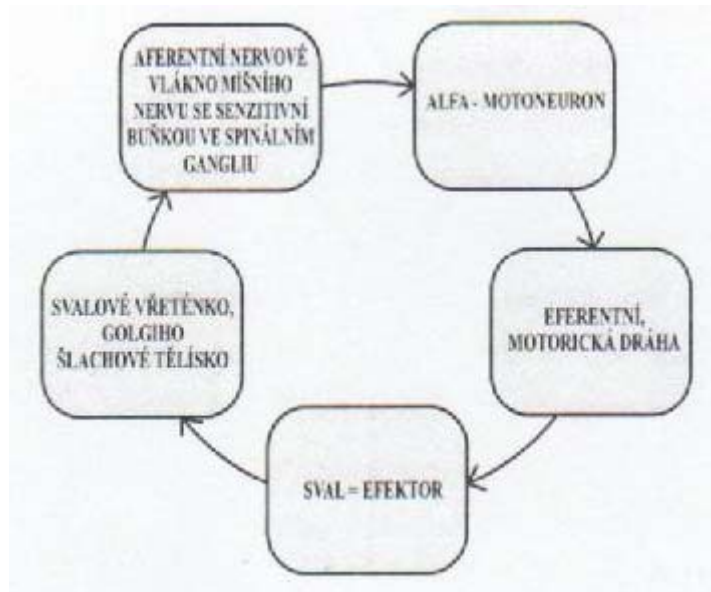 AFERENTNÍ NERVOVÉ
VLÁKNO MÍŠNÍHO
NERVU SE SENZITIVNÍ
BUŇKOU VE SPINÁLNÍM
GANGLIU
ALFA - MOTONEURON
EFERENTNÍ,
MOTORICKÁ DRÁHA
SVAL = EFEKTOR
SVALOVÉ VŘETÉNKO,
GOLGIHO
ŠLACHOVÉ TĚLÍSKO